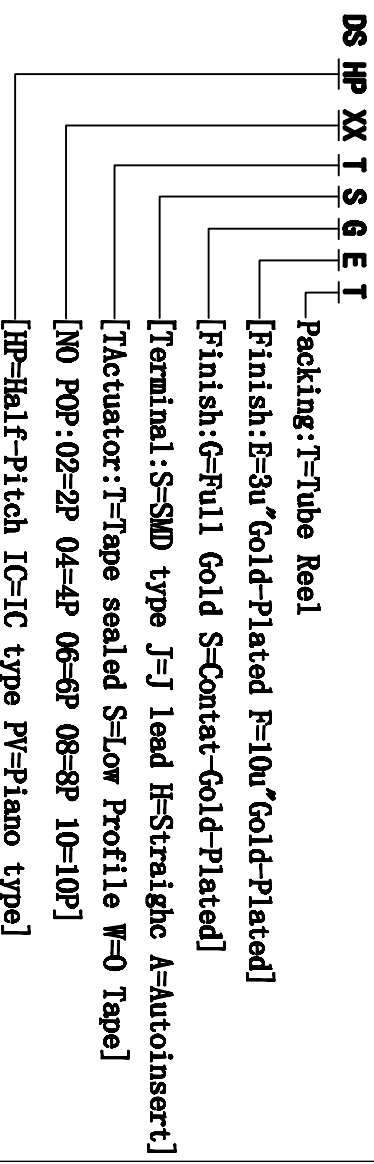 DS HP XX T S G E T
Packing:T=Tube Reel
[Finish:E=3u"Gold-Plated F=10u"Gold-Plated]
[Finish:G=Full Gold S=Contat-Gold-Plated]
[Terminal:S=SMD type J=J lead H=Straighc A=Autoinsert]
[TActuator:T=Tape sealed S=Low Profile W=O Tape]
[NO POP:02=2P 04=4P 06=6P 08=8P 10=10P]
[HP=Half-Pitch IC=IC type PV=Piano type]